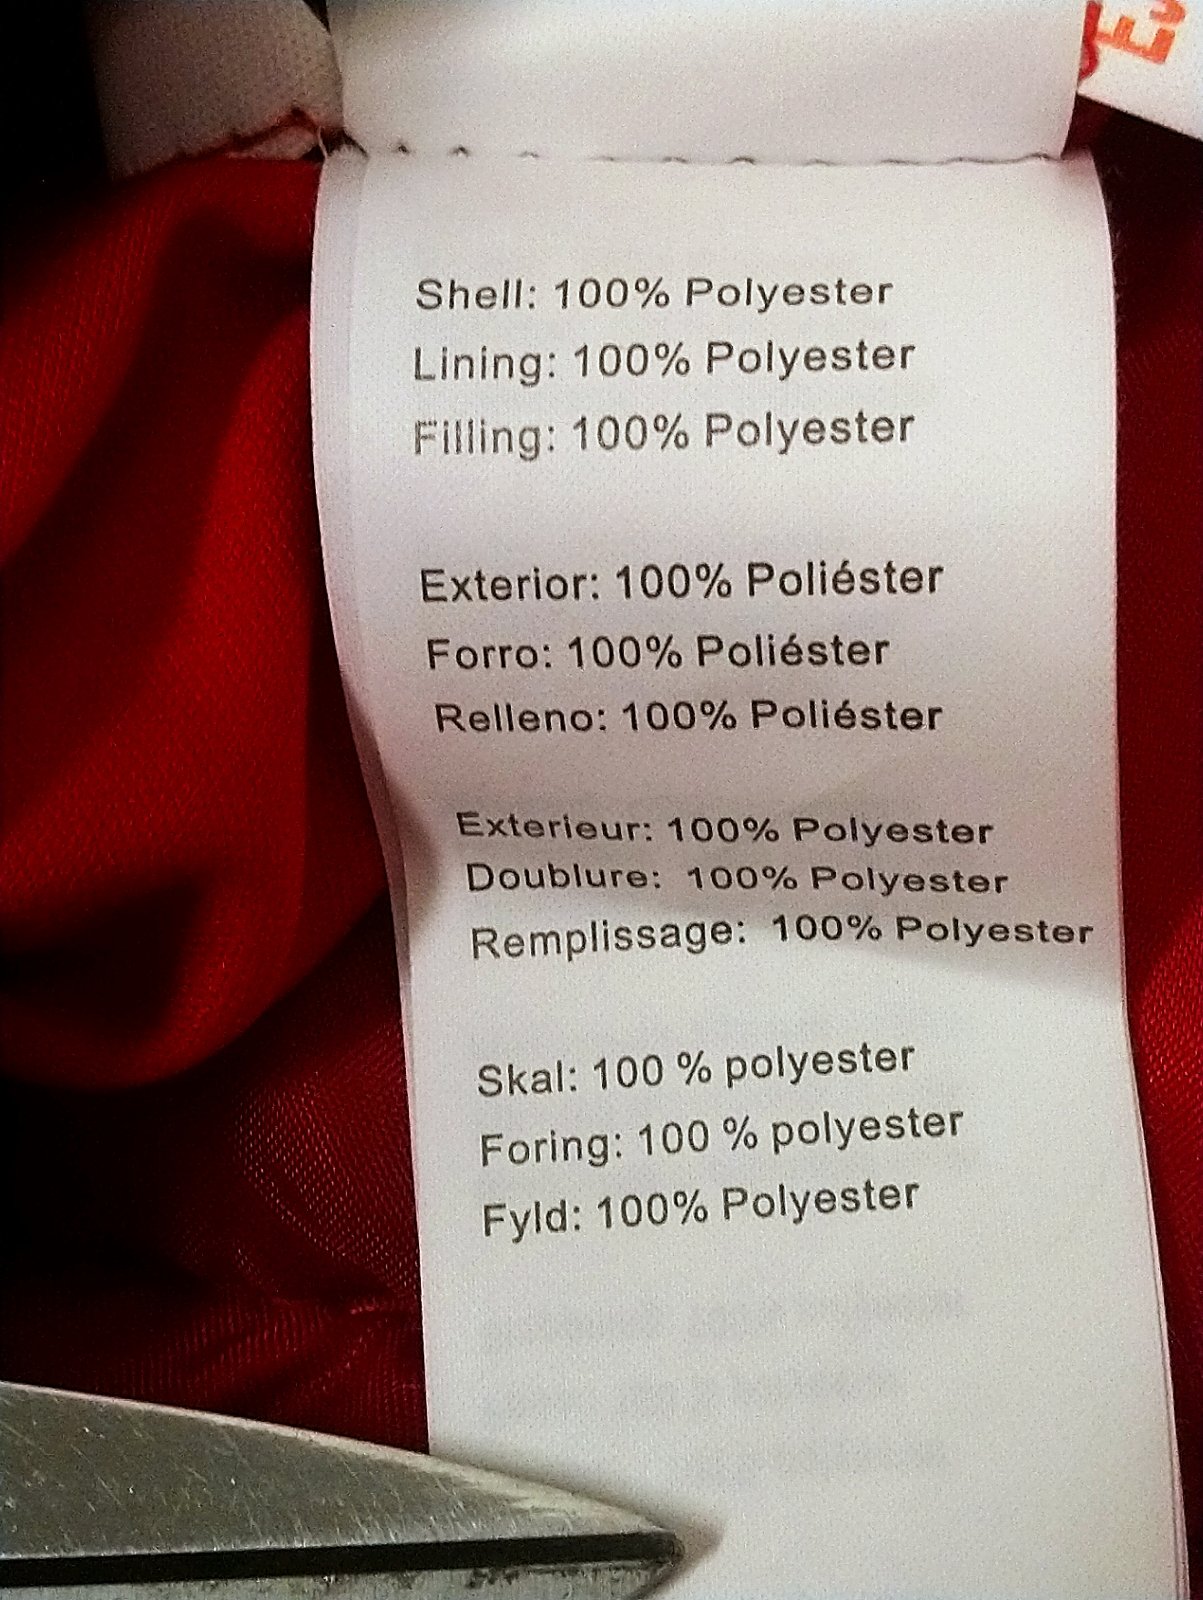 Shell: 100% Polyester
Lining: 100% Polyester
Filling: 100% Polyester
Exterior: 100% Poliéster
Forro: 100% Poliéster
Relleno: 100% Poliéster
Exterieur: 100% Polyester
Doublure: 100% Polyester
Remplissage: 100% Polyester
Skal: 100 % polyester
Foring: 100 % polyester
Fyld: 100% Polyester